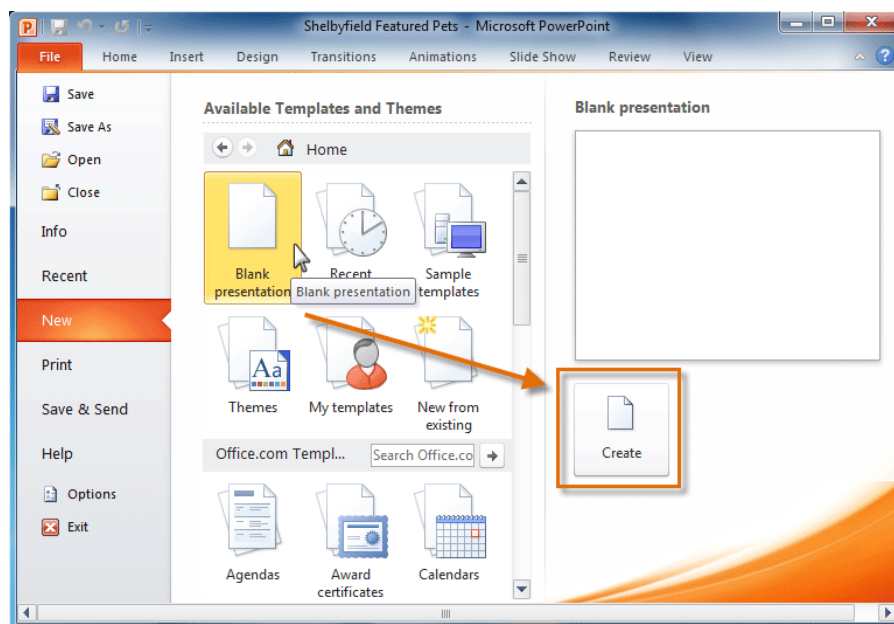 Shelbyfield Featured Pets - Microsoft PowerPoint
File Home Insert Design Transitions Animations Slide Show Review View
Save
Save As
Open
Close
Info
Recent
New
Print
Save & Send
Help
Options
Exit
Available Templates and Themes
Home
Blank
presentation
Recent
Sample
templates
Blank presentation
Themes
My templates
New from
existing
Office.com Templ...
Search Office.co
Agendas
Award
certificates
Calendars
Blank presentation
Create